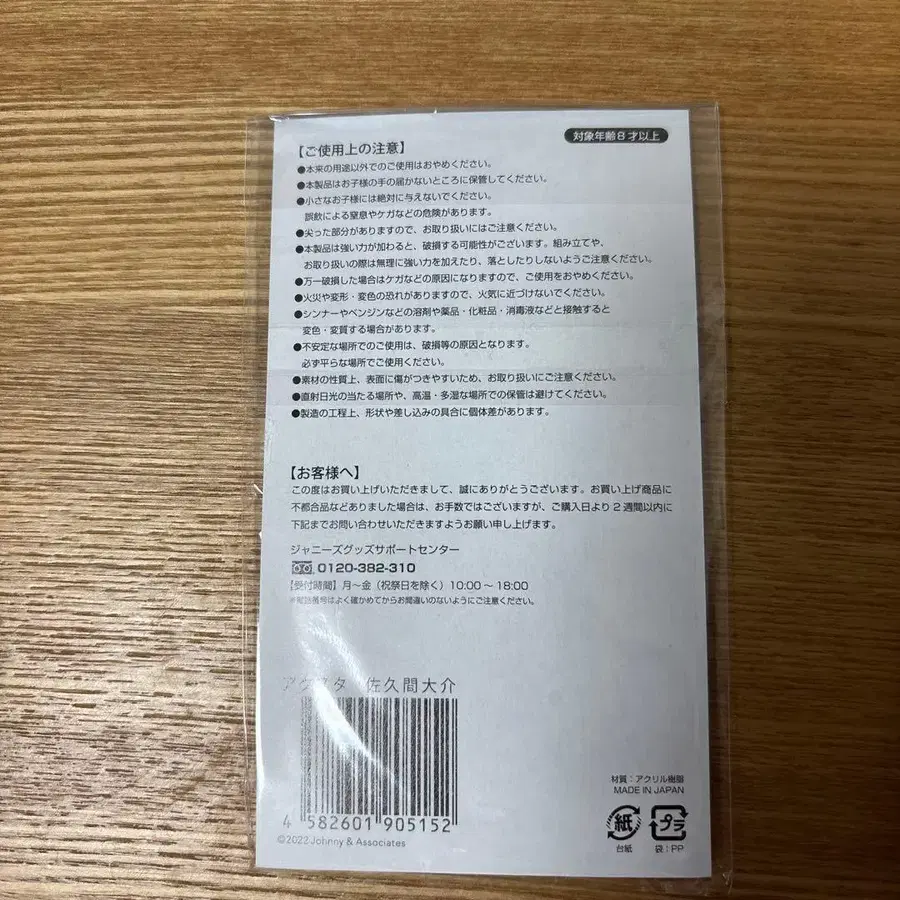 対象年齢8才以上
【ご使用上の注意】
●本来の用途以外でのご使用はおやめください。
●本製品はお子様の手の届かないところに保管してください。
●小さなお子様には絶対に与えないでください。
誤飲による窒息やケガなどの危険があります。
●尖った部分がありますので、お取り扱いにはご注意ください。
●本製品は強い力が加わると、破損する可能性がございます。組み立てや、
お取り扱いの際は無理に強い力を加えたり、落としたりしないようご注意ください。
●万一破損した場合はケガなどの原因になりますので、ご使用をおやめください。
●火災や変形・変色の恐れがありますので、火気に近づけないでください。
●シンナーやベンジンなどの溶剤や薬品・化粧品・消毒液などと接触すると
変色・変質する場合があります。
●不安定な場所でのご使用は、破損等の原因となります。
必ず平らな場所でご使用ください。
●素材の性質上、表面に傷がつきやすいため、お取り扱いにご注意ください。
●直射日光の当たる場所や、高温・多湿な場所での保管は避けてください。
●製造の工程上、形状や差し込みの具合に個体差があります。
【お客様へ】
この度はお買い上げいただきまして、誠にありがとうございます。お買い上げ商品に
不都合品などありました場合は、お手数ではございますが、ご購入日より2週間以内に
下記までお問い合わせいただきますようお願い申し上げます。
ジャニーズグッズサポートセンター
0120-382-310
【受付時間】月～金（祝祭日を除く）10:00～18:00
※電話番号はよく確かめてからお間違いのないようにご注意ください。
アクスタ 佐久間大介
4 582601 905152
©2022 Johnny & Associates
材質：アクリル樹脂
MADE IN JAPAN
紙 プラ
台紙 袋：PP